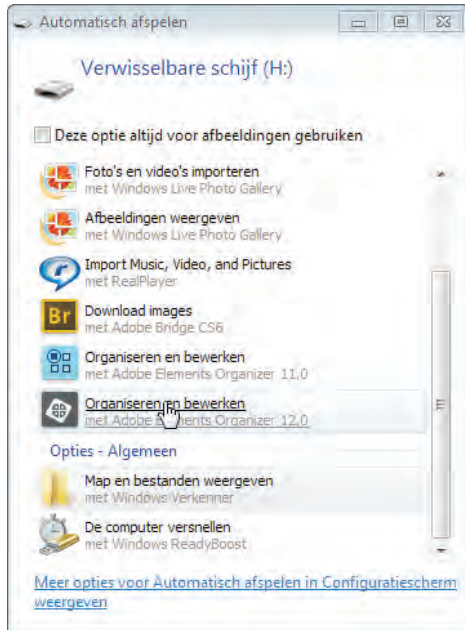 Automatisch afspelen
Verwisselbare schijf (H:)
Deze optie altijd voor afbeeldingen gebruiken
Foto's en video's importeren
met Windows Live Photo Gallery
Afbeeldingen weergeven
met Windows Live Photo Gallery
Import Music, Video, and Pictures
met RealPlayer
Br
Download images
met Adobe Bridge CS6
Organiseren en bewerken
met Adobe Elements Organizer 11.0
Organiseren en bewerken
met Adobe Elements Organizer 12.0
Opties - Algemeen
Map en bestanden weergeven
met Windows Verkenner
De computer versnellen
met Windows ReadyBoost
Meer opties voor Automatisch afspelen in Configuratiescherm
weergeven